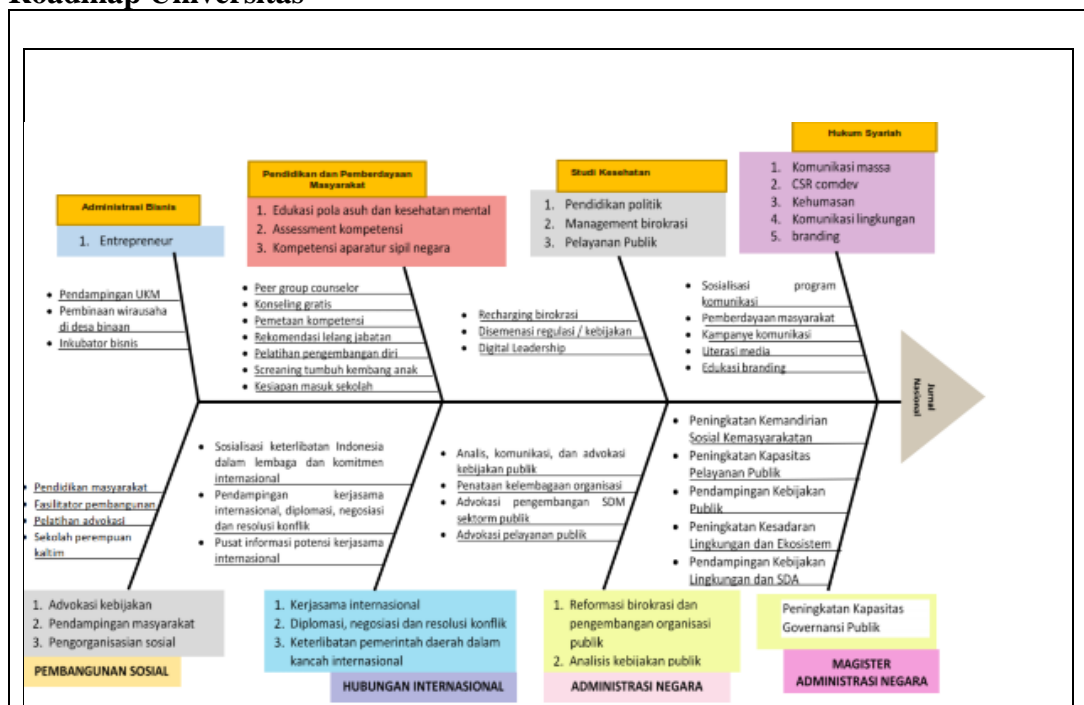 Roadmap Universitas
Hukum Syariah
1. Komunikasi massa
2. CSR comdev
3. Kehumasan
4. Komunikasi lingkungan
5. branding
Pendidikan dan Pemberdayaan
Masyarakat
1. Edukasi pola asuh dan kesehatan mental
2. Assessment kompetensi
3. Kompetensi aparatur sipil negara
Studi Kesehatan
1. Pendidikan politik
2. Management birokrasi
3. Pelayanan Publik
Administrasi Bisnis
1. Entrepreneur
• Pendampingan UKM
• Pembinaan wirausaha
di desa binaan
• Inkubator bisnis
• Peer group counselor
• Konseling gratis
• Pemetaan kompetensi
• Rekomendasi lelang jabatan
• Pelatihan pengembangan diri
• Screaning tumbuh kembang anak
• Kesiapan masuk sekolah
• Recharging birokrasi
• Disemenasi regulasi / kebijakan
• Digital Leadership
• Sosialisasi program
komunikasi
• Pemberdayaan masyarakat
• Kampanye komunikasi
• Literasi media
• Edukasi branding
Jurnal
Nasional
• Pendidikan masyarakat
• Fasilitator pembangunan
• Pelatihan advokasi
• Sekolah perempuan
kaltim
• Sosialisasi keterlibatan Indonesia
dalam lembaga dan komitmen
internasional
• Pendampingan kerjasama
internasional, diplomasi, negosiasi
dan resolusi konflik
• Pusat informasi potensi kerjasama
internasional
• Analis, komunikasi, dan advokasi
kebijakan publik
• Penataan kelembagaan organisasi
• Advokasi pengembangan SDM
sektorm publik
• Advokasi pelayanan publik
• Peningkatan Kemandirian
Sosial Kemasyarakatan
• Peningkatan Kapasitas
Pelayanan Publik
• Pendampingan Kebijakan
Publik
• Peningkatan Kesadaran
Lingkungan dan Ekosistem
• Pendampingan Kebijakan
Lingkungan dan SDA
1. Advokasi kebijakan
2. Pendampingan masyarakat
3. Pengorganisasian sosial
PEMBANGUNAN SOSIAL
1. Kerjasama internasional
2. Diplomasi, negosiasi dan resolusi konflik
3. Keterlibatan pemerintah daerah dalam
kancah internasional
HUBUNGAN INTERNASIONAL
1. Reformasi birokrasi dan
pengembangan organisasi
publik
2. Analisis kebijakan publik
ADMINISTRASI NEGARA
Peningkatan Kapasitas
Governansi Publik
MAGISTER
ADMINISTRASI NEGARA